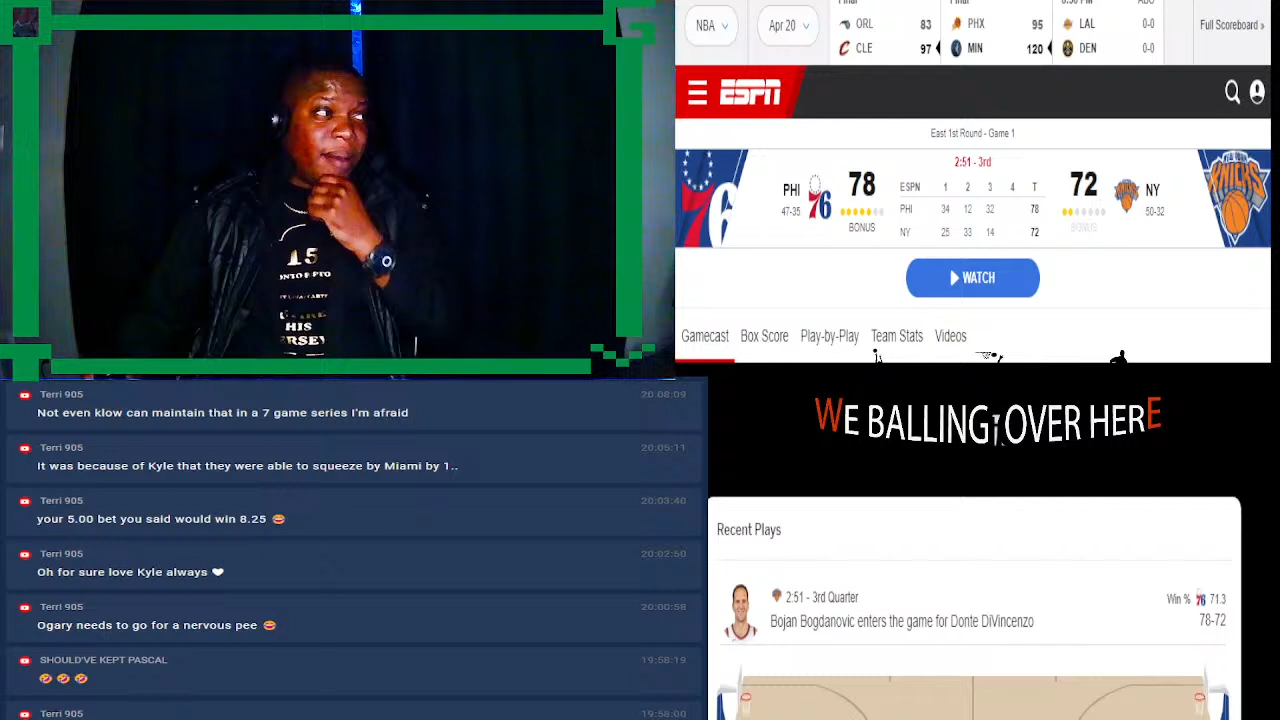 15
HIS
NBA
Apr 20
ORL 83
CLE 97
PHX 95
MIN 120
LAL 0-0
DEN 0-0
Full Scoreboard »
ESPN
East 1st Round - Game 1
2:51 - 3rd
PHI 78
47-35
BONUS
ESPN 1 2 3 4 T
PHI 34 12 32 78
NY 25 33 14 72
72 NY
50-32
BONUS
KNICKS
WATCH
Gamecast Box Score Play-by-Play Team Stats Videos
Terri 905 20:08:09
Not even klow can maintain that in a 7 game series I'm afraid
Terri 905 20:05:11
It was because of Kyle that they were able to squeeze by Miami by 1..
Terri 905 20:03:40
your 5.00 bet you said would win 8.25
Terri 905 20:02:50
Oh for sure love Kyle always
Terri 905 20:00:58
Ogary needs to go for a nervous pee
SHOULD'VE KEPT PASCAL 19:58:19
Terri 905 19:58:00
WE BALLING OVER HERE
Recent Plays
2:51 - 3rd Quarter
Bojan Bogdanovic enters the game for Donte DiVincenzo
Win % 76 71.3
78-72